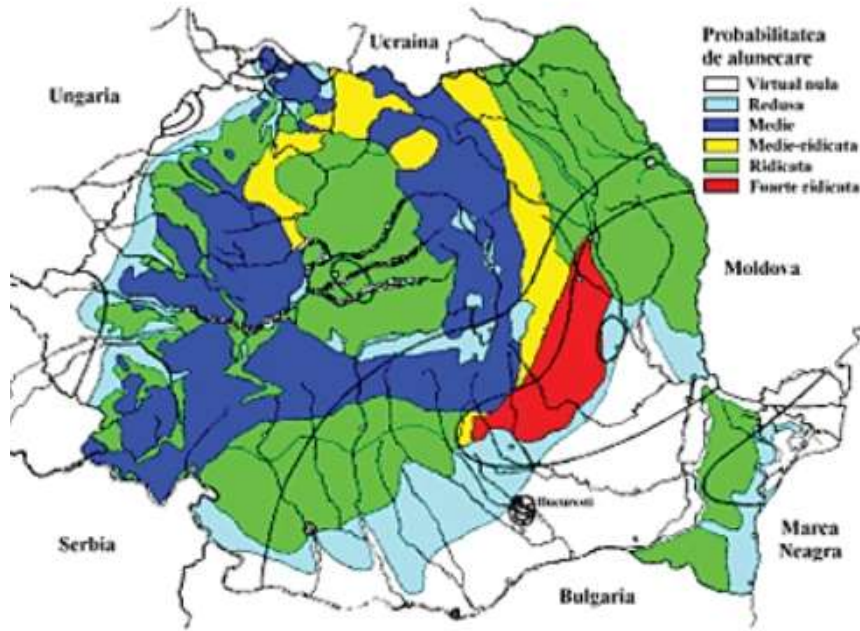 Ucraina
Ungaria
Probabilitatea
de alunecare
Virtual nula
Redusa
Medie
Medie-ridicata
Ridicata
Foarte ridicata
Moldova
Bucuresti
Serbia
Marea
Neagra
Bulgaria